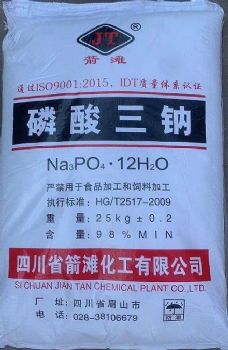 JT ®
箭滩
通过ISO9001:2015、IDT质量体系认证
磷酸三钠
Na₃PO₄·12H₂O
严禁用于食品加工和饲料加工
执行标准:HG/T2517-2009
重量:25kg±0.2
含量:98%MIN
四川省箭滩化工有限公司
SI CHUAN JIAN TAN CHEMICAL PLANT CO.,LTD.
厂址:四川省眉山市
电话:028-38106679
防潮